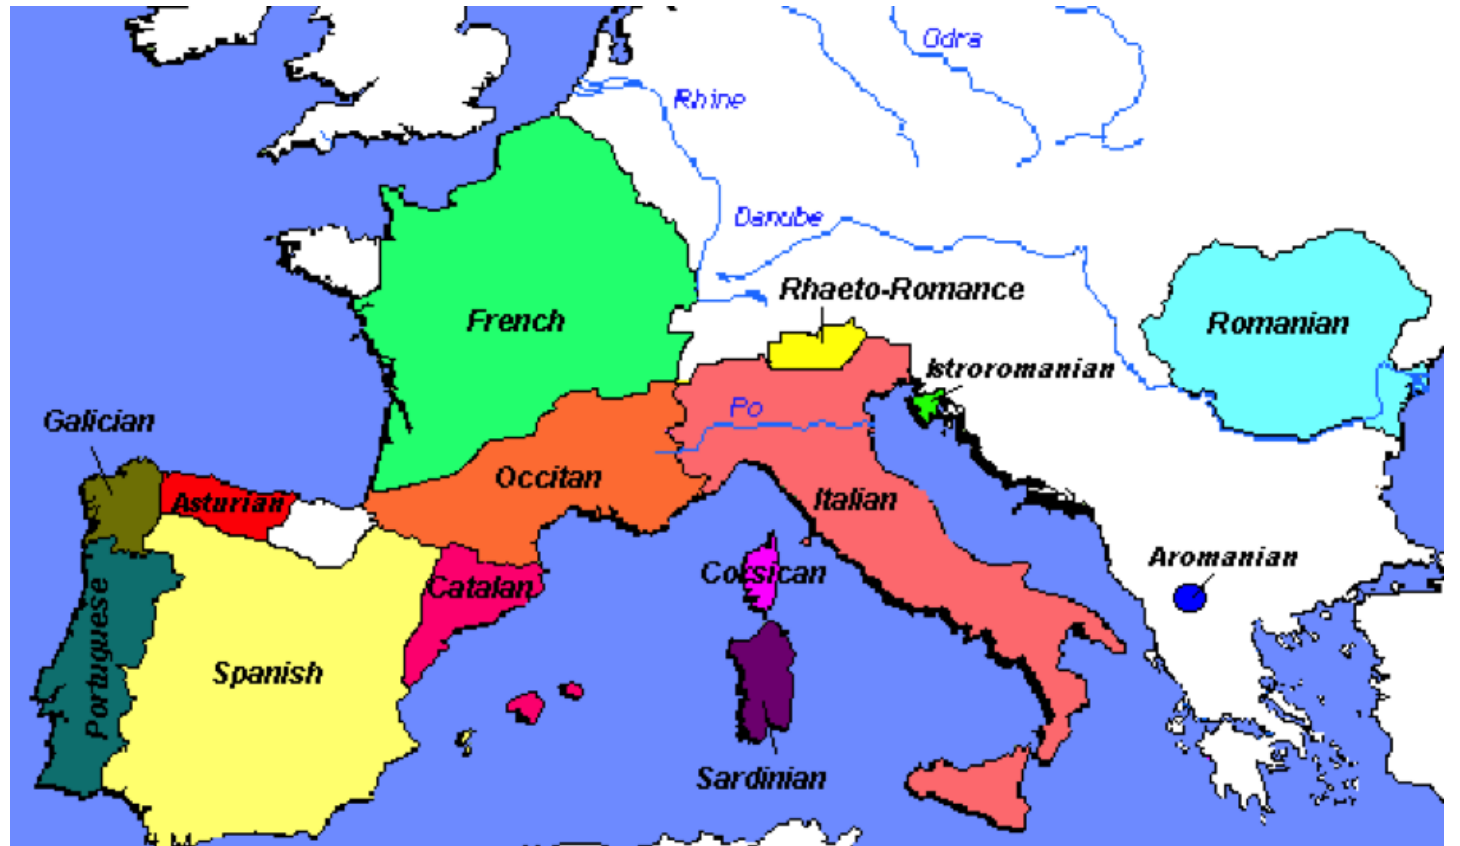 Odra
Rhine
Danube
Rhaeto-Romance
French
Romanian
Istroromanian
Po
Galician
Occitan
Asturian
Italian
Aromanian
Corsican
Catalan
Portuguese
Spanish
Sardinian